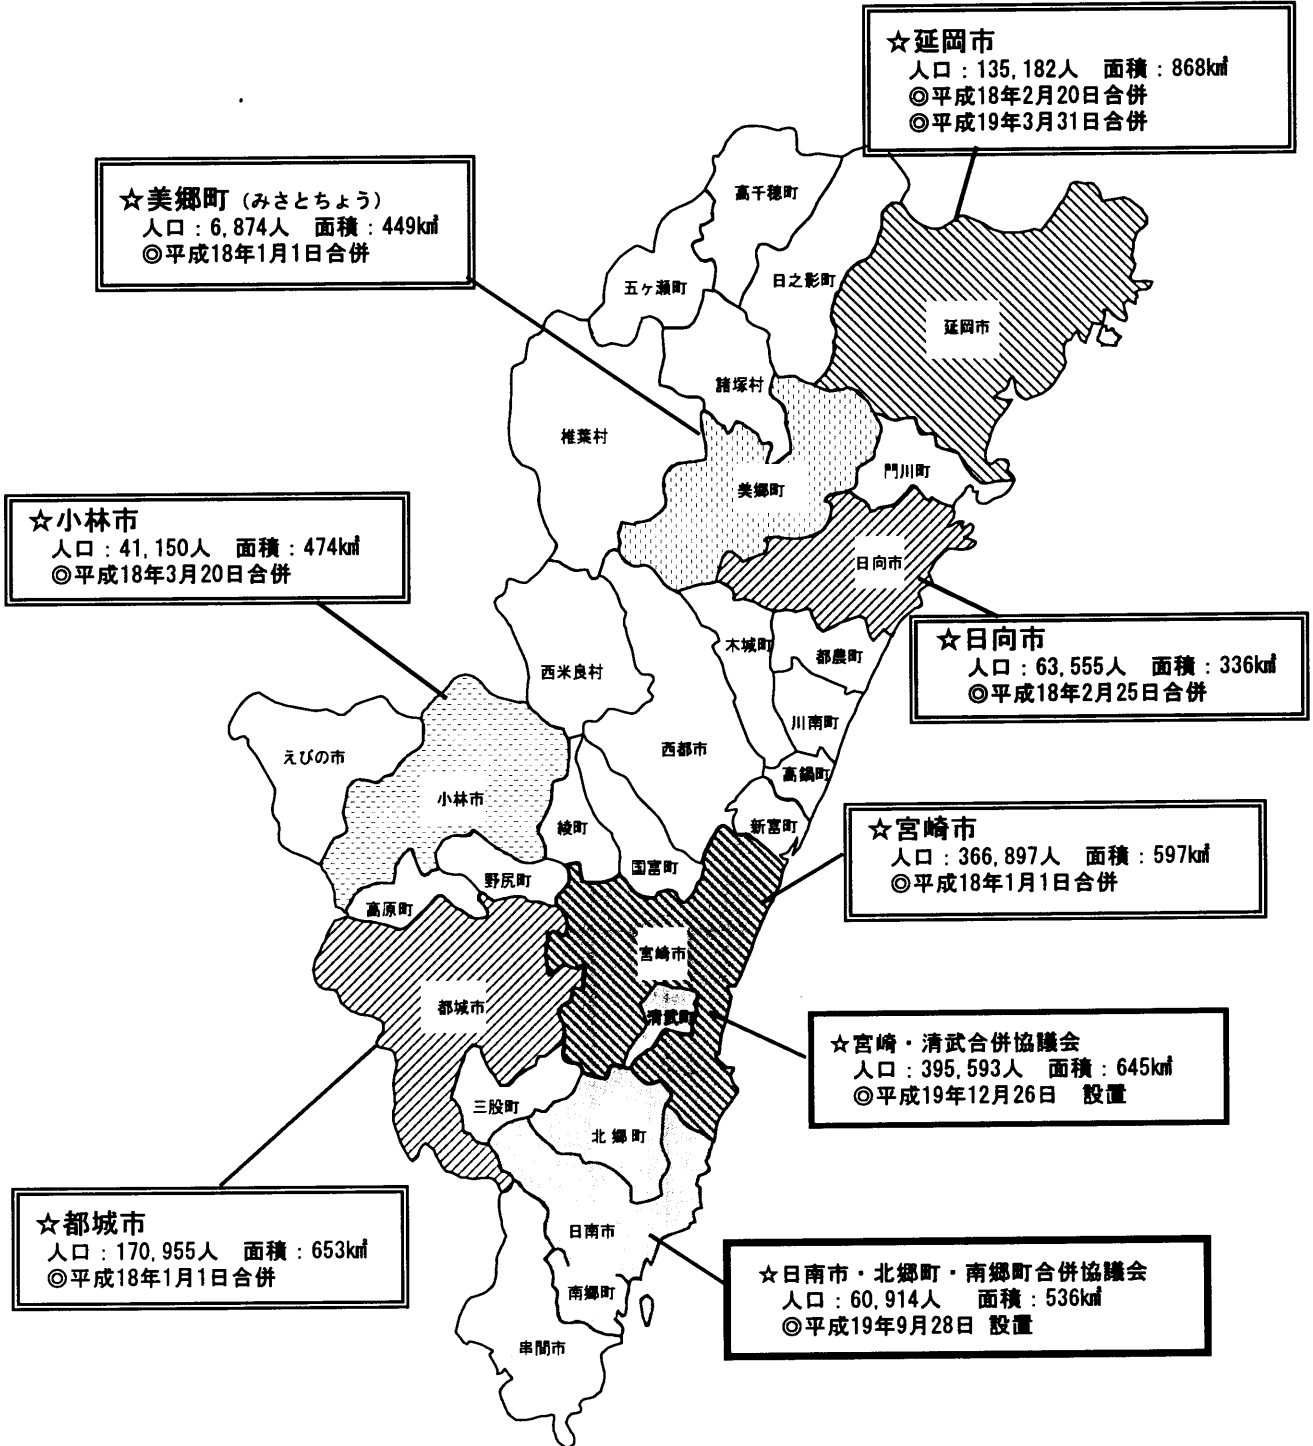 ☆延岡市
人口：135,182人　面積：868k㎡
◎平成18年2月20日合併
◎平成19年3月31日合併
☆美郷町（みさとちょう）
人口：6,874人　面積：449k㎡
◎平成18年1月1日合併
高千穂町
日之影町
五ヶ瀬町
延岡市
諸塚村
椎葉村
門川町
美郷町
☆小林市
人口：41,150人　面積：474k㎡
◎平成18年3月20日合併
日向市
☆日向市
人口：63,555人　面積：336k㎡
◎平成18年2月25日合併
木城町
都農町
西米良村
川南町
西都市
えびの市
高鍋町
小林市
綾町
新富町
☆宮崎市
人口：366,897人　面積：597k㎡
◎平成18年1月1日合併
国富町
野尻町
高原町
宮崎市
都城市
清武町
☆宮崎・清武合併協議会
人口：395,593人　面積：645k㎡
◎平成19年12月26日　設置
三股町
北郷町
☆都城市
人口：170,955人　面積：653k㎡
◎平成18年1月1日合併
日南市
☆日南市・北郷町・南郷町合併協議会
人口：60,914人　面積：536k㎡
◎平成19年9月28日　設置
南郷町
串間市